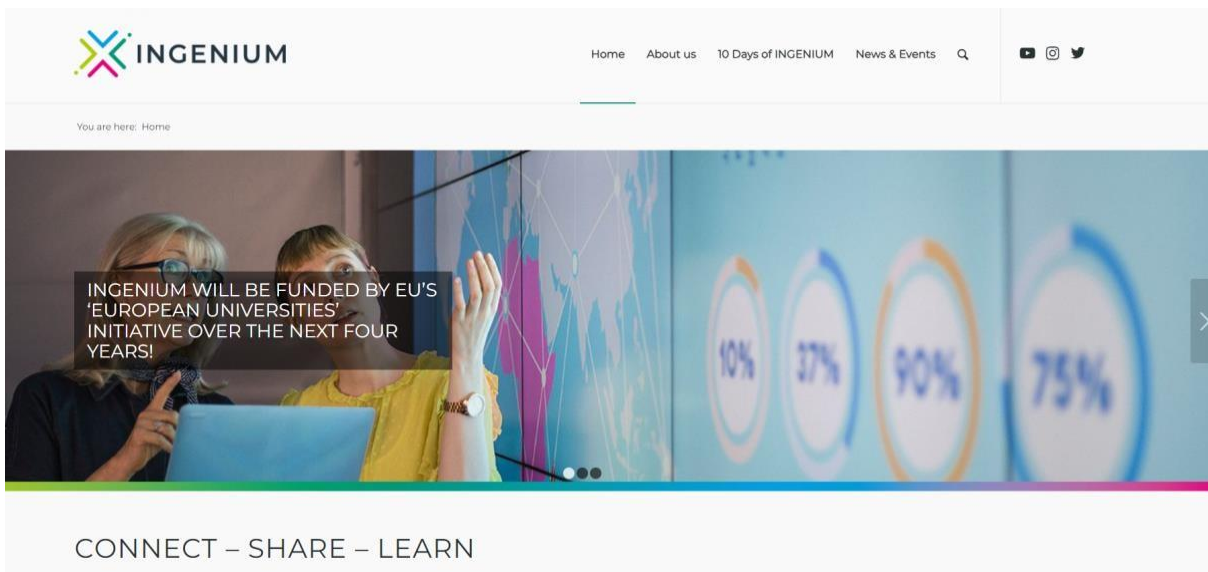 INGENIUM
Home About us 10 Days of INGENIUM News & Events
You are here: Home
INGENIUM WILL BE FUNDED BY EU'S
‘EUROPEAN UNIVERSITIES’
INITIATIVE OVER THE NEXT FOUR
YEARS!
10% 37% 90% 75%
CONNECT – SHARE – LEARN